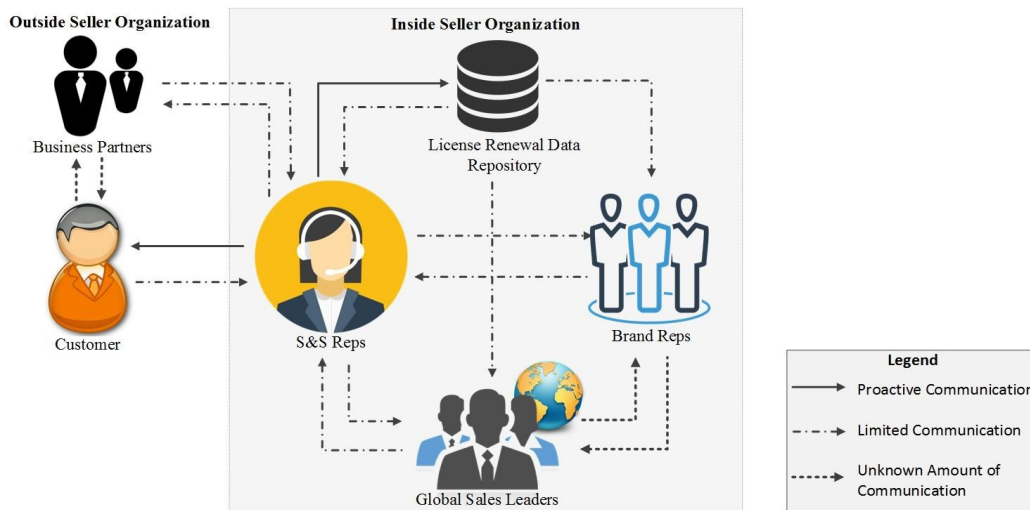 Outside Seller Organization
Inside Seller Organization
Business Partners
License Renewal Data
Repository
Customer
S&S Reps
Brand Reps
Global Sales Leaders
Legend
Proactive Communication
Limited Communication
Unknown Amount of
Communication